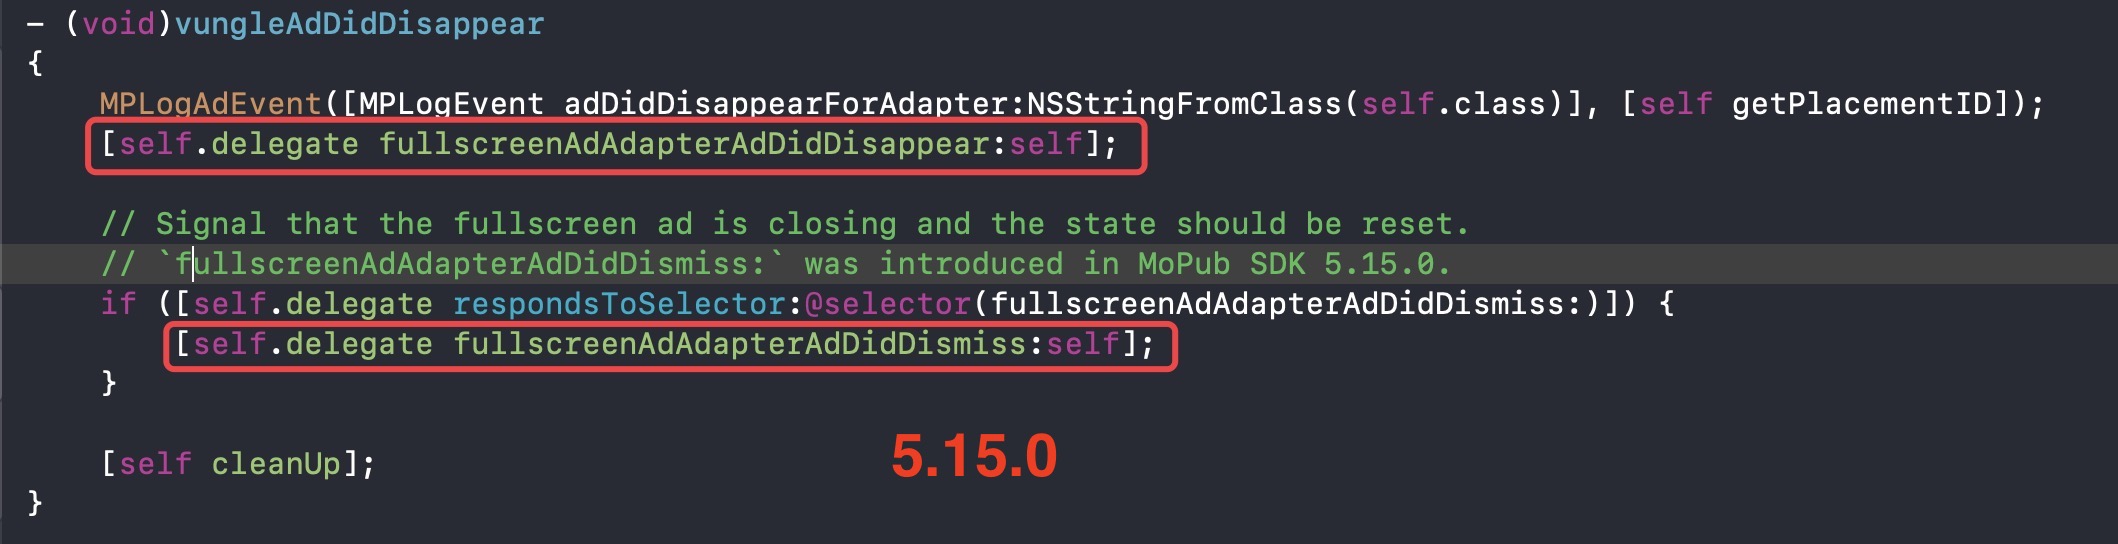 - (void)vungleAdDidDisappear
{
    MPLogAdEvent([MPLogEvent adDidDisappearForAdapter:NSStringFromClass(self.class)], [self getPlacementID]);
    [self.delegate fullscreenAdAdapterAdDidDisappear:self];
    // Signal that the fullscreen ad is closing and the state should be reset.
    // `fullscreenAdAdapterAdDidDismiss:` was introduced in MoPub SDK 5.15.0.
    if ([self.delegate respondsToSelector:@selector(fullscreenAdAdapterAdDidDismiss:)]) {
        [self.delegate fullscreenAdAdapterAdDidDismiss:self];
    }
    [self cleanUp];
5.15.0
}